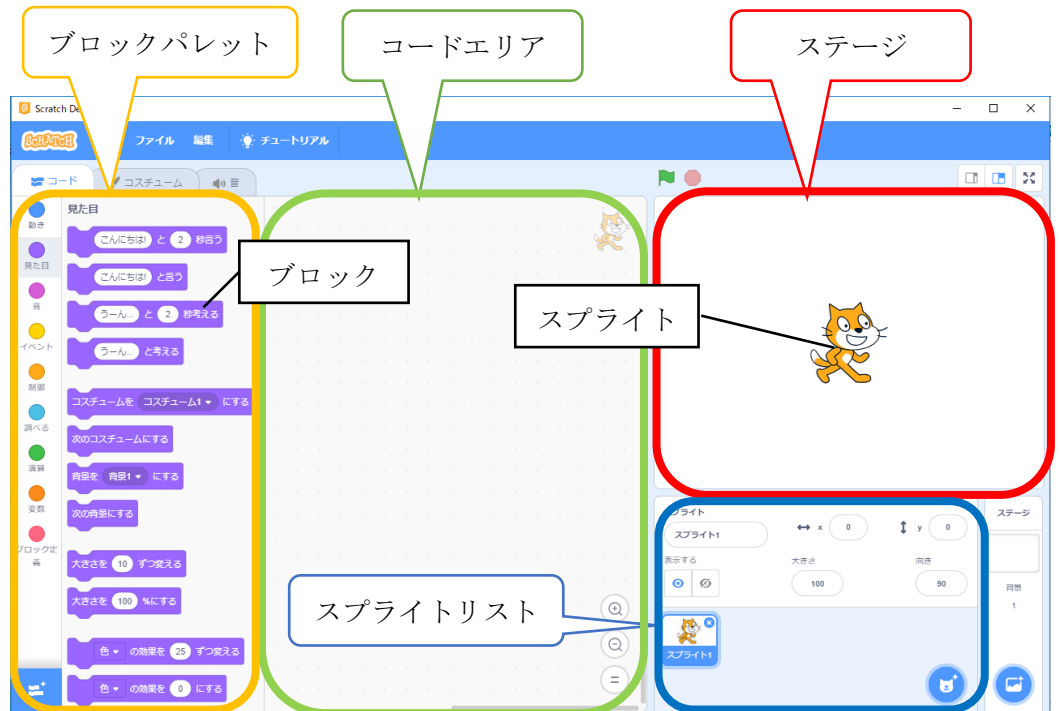 ブロックパレット
コードエリア
ステージ
Scratch De
SCRATCH
ファイル 編集 チュートリアル
コード
コスチューム
音
動き
見た目
音
イベント
制御
調べる
演算
変数
ブロック定
義
見た目
こんにちは! と 2 秒言う
こんにちは! と言う
うーん... と 2 秒考える
うーん... と考える
コスチュームを コスチューム1 にする
次のコスチュームにする
背景を 背景1 にする
次の背景にする
大きさを 10 ずつ変える
大きさを 100 %にする
色 の効果を 25 ずつ変える
色 の効果を 0 にする
ブロック
スプライト
スプライトリスト
スプライト
スプライト1
x 0
y 0
表示する
大きさ
100
向き
90
スプライト1
ステージ
背景
1